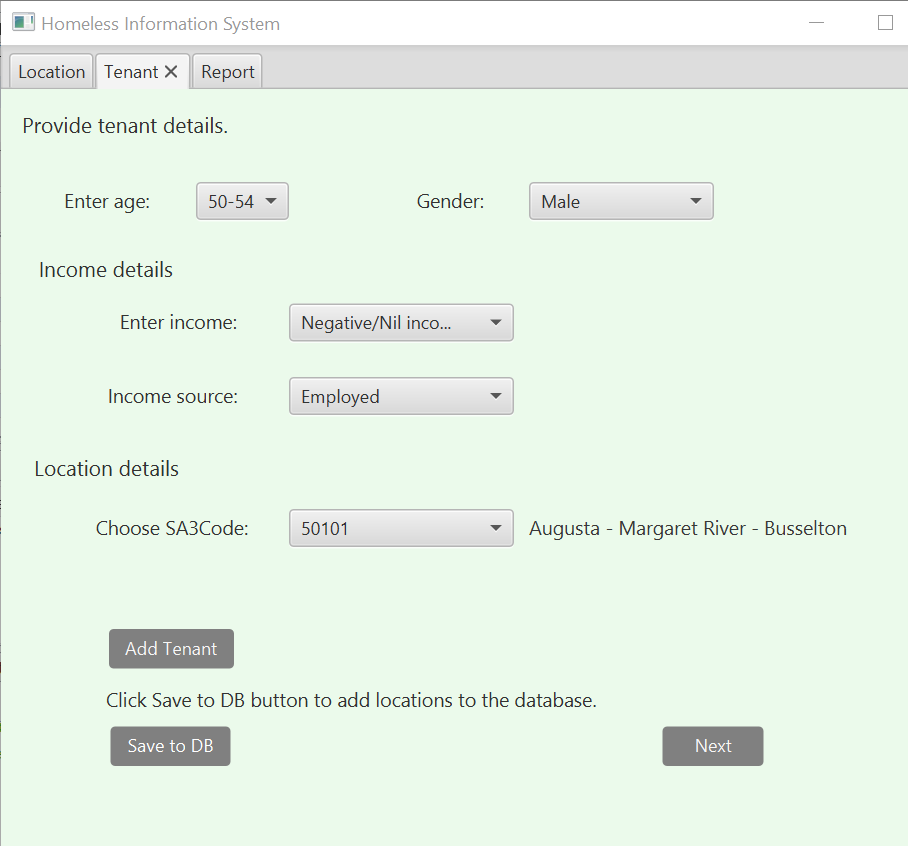 Homeless Information System
Location Tenant Report
Provide tenant details.
Enter age: 50-54 Gender: Male
Income details
Enter income: Negative/Nil inco...
Income source: Employed
Location details
Choose SA3Code: 50101 Augusta - Margaret River - Busselton
Add Tenant
Click Save to DB button to add locations to the database.
Save to DB Next